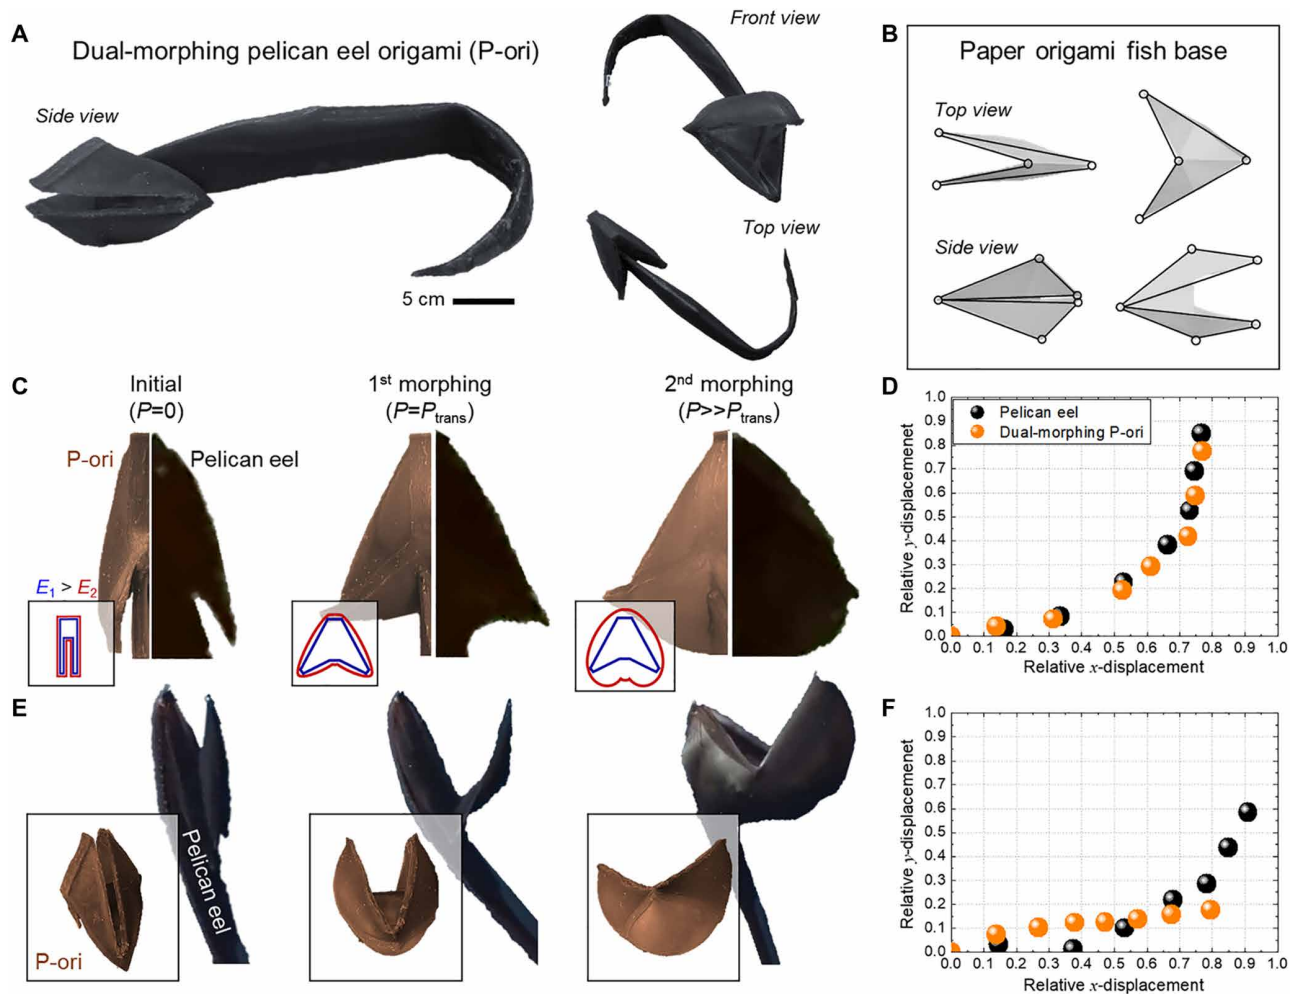 A
Dual-morphing pelican eel origami (P-ori)
Side view
Front view
Top view
5 cm
B
Paper origami fish base
Top view
Side view
C
Initial
(P=0)
1st morphing
(P=Ptrans)
2nd morphing
(P>>Ptrans)
P-ori
Pelican eel
E1 > E2
D
Pelican eel
Dual-morphing P-ori
1.0
0.9
0.8
0.7
0.6
0.5
0.4
0.3
0.2
0.1
0.0
Relative y-displacemenet
0.0 0.1 0.2 0.3 0.4 0.5 0.6 0.7 0.8 0.9 1.0
Relative x-displacement
E
Pelican eel
P-ori
F
1.0
0.9
0.8
0.7
0.6
0.5
0.4
0.3
0.2
0.1
0.0
Relative y-displacemenet
0.0 0.1 0.2 0.3 0.4 0.5 0.6 0.7 0.8 0.9 1.0
Relative x-displacement